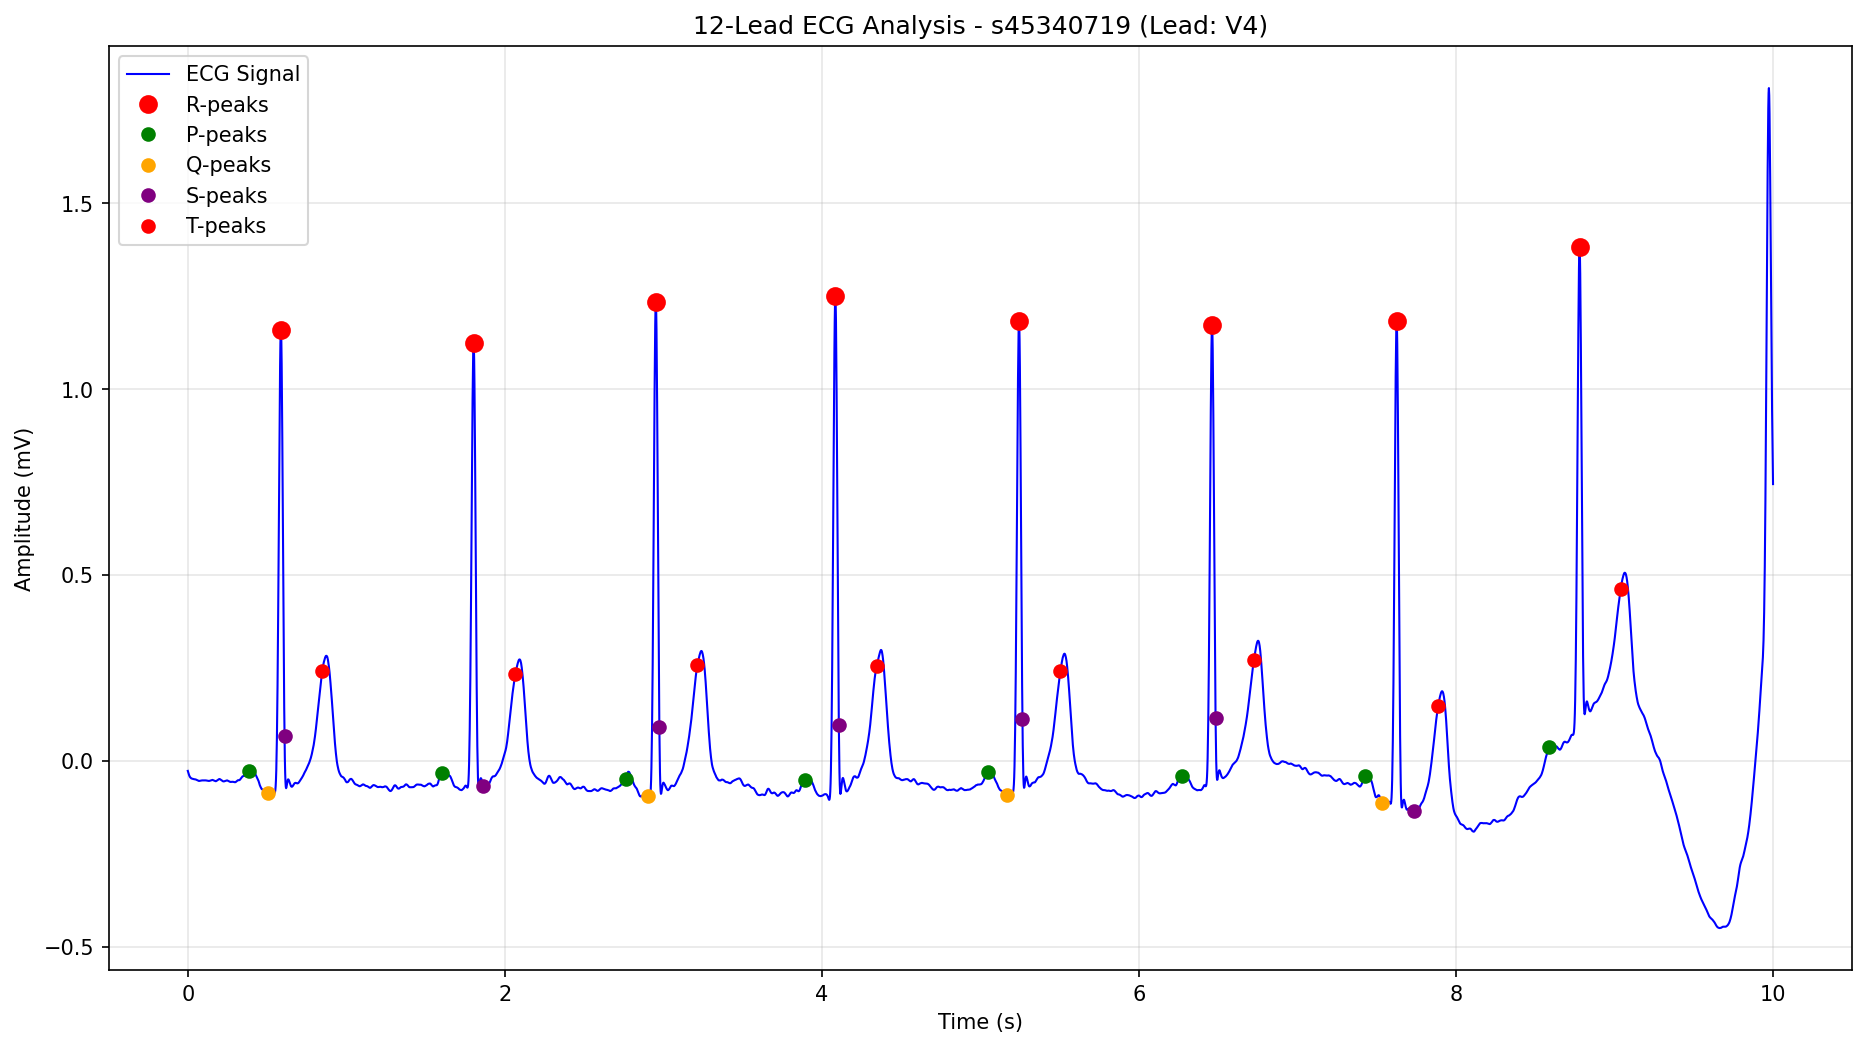 12-Lead ECG Analysis - s45340719 (Lead: V4)
ECG Signal
R-peaks
P-peaks
Q-peaks
S-peaks
T-peaks
Amplitude (mV)
1.5
1.0
0.5
0.0
−0.5
0 2 4 6 8 10
Time (s)